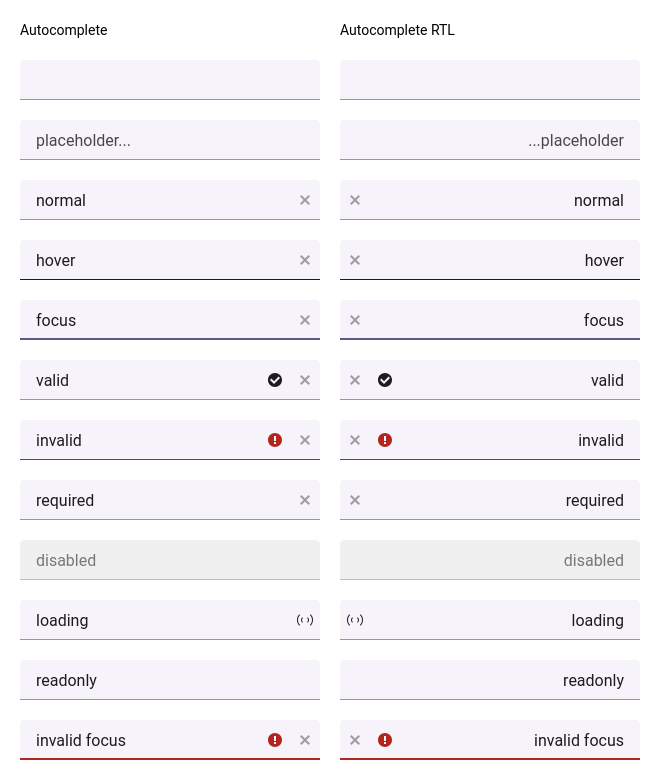 Autocomplete Autocomplete RTL
placeholder... ...placeholder
normal normal
hover hover
focus focus
valid valid
invalid invalid
required required
disabled disabled
loading loading
readonly readonly
invalid focus invalid focus